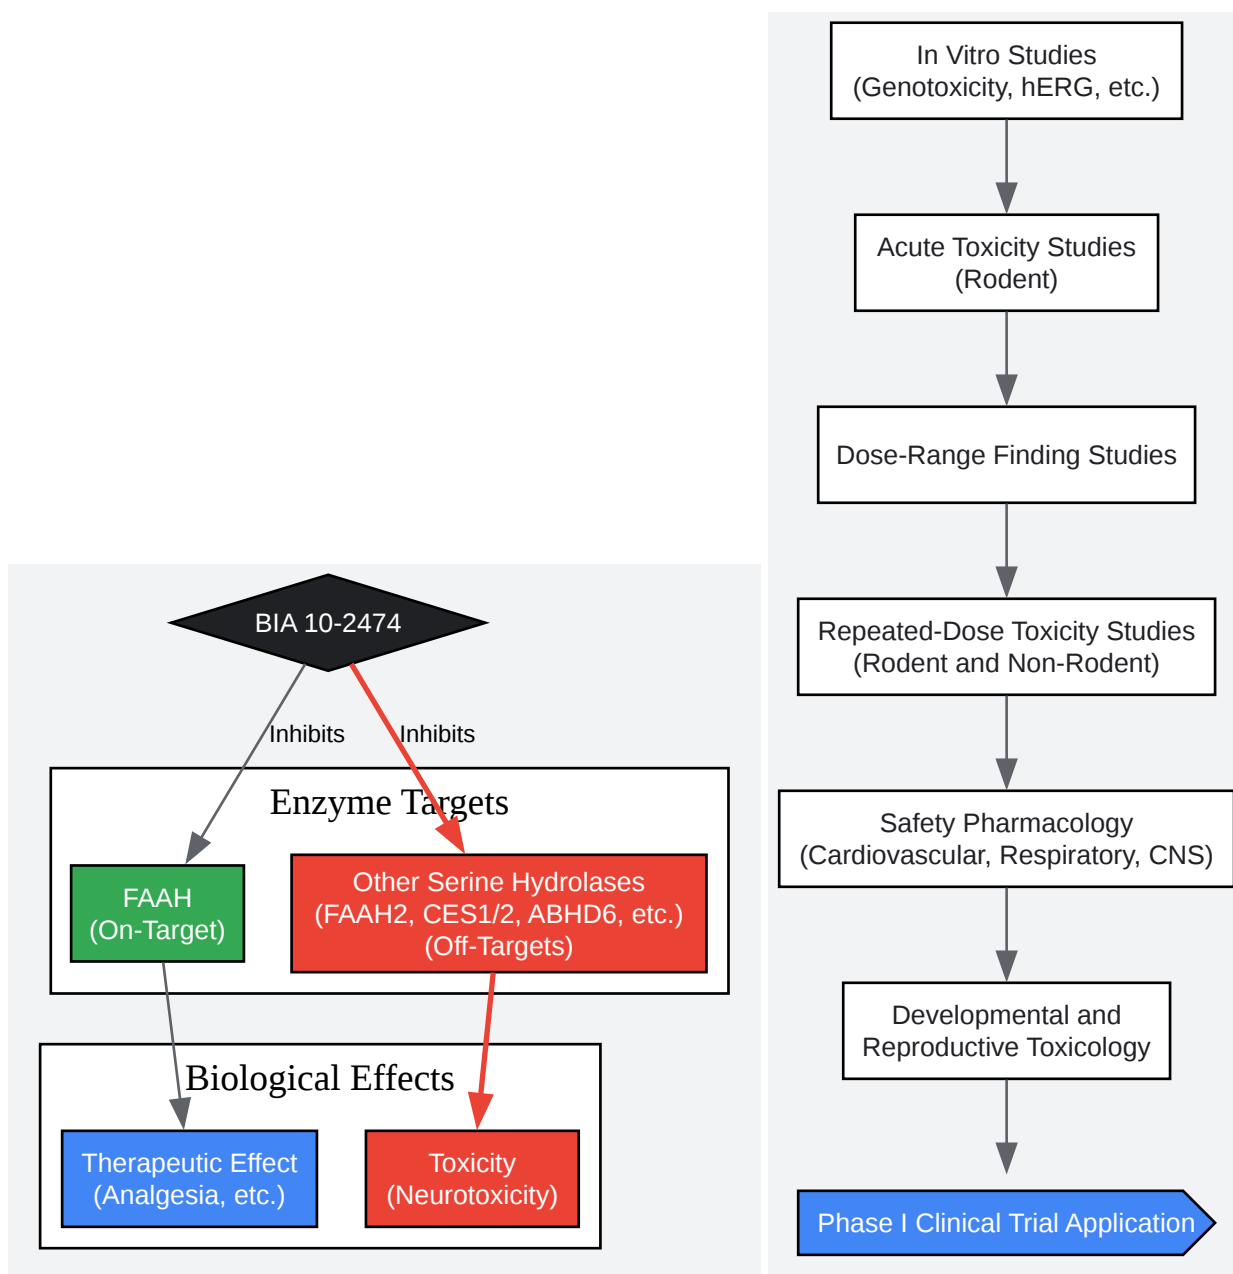 In Vitro Studies
(Genotoxicity, hERG, etc.)
Acute Toxicity Studies
(Rodent)
Dose-Range Finding Studies
Repeated-Dose Toxicity Studies
(Rodent and Non-Rodent)
Safety Pharmacology
(Cardiovascular, Respiratory, CNS)
Developmental and
Reproductive Toxicology
Phase I Clinical Trial Application
BIA 10-2474
Inhibits
Inhibits
Enzyme Targets
FAAH
(On-Target)
Other Serine Hydrolases
(FAAH2, CES1/2, ABHD6, etc.)
(Off-Targets)
Biological Effects
Therapeutic Effect
(Analgesia, etc.)
Toxicity
(Neurotoxicity)